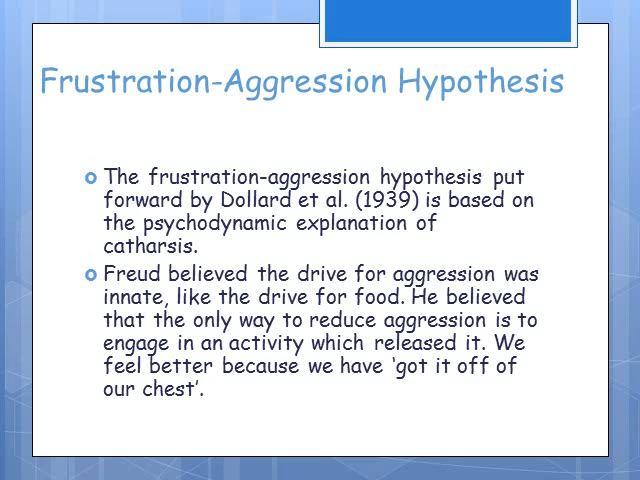 Frustration-Aggression Hypothesis
The frustration-aggression hypothesis put
forward by Dollard et al. (1939) is based on
the psychodynamic explanation of
catharsis.
Freud believed the drive for aggression was
innate, like the drive for food. He believed
that the only way to reduce aggression is to
engage in an activity which released it. We
feel better because we have ‘got it off of
our chest’.